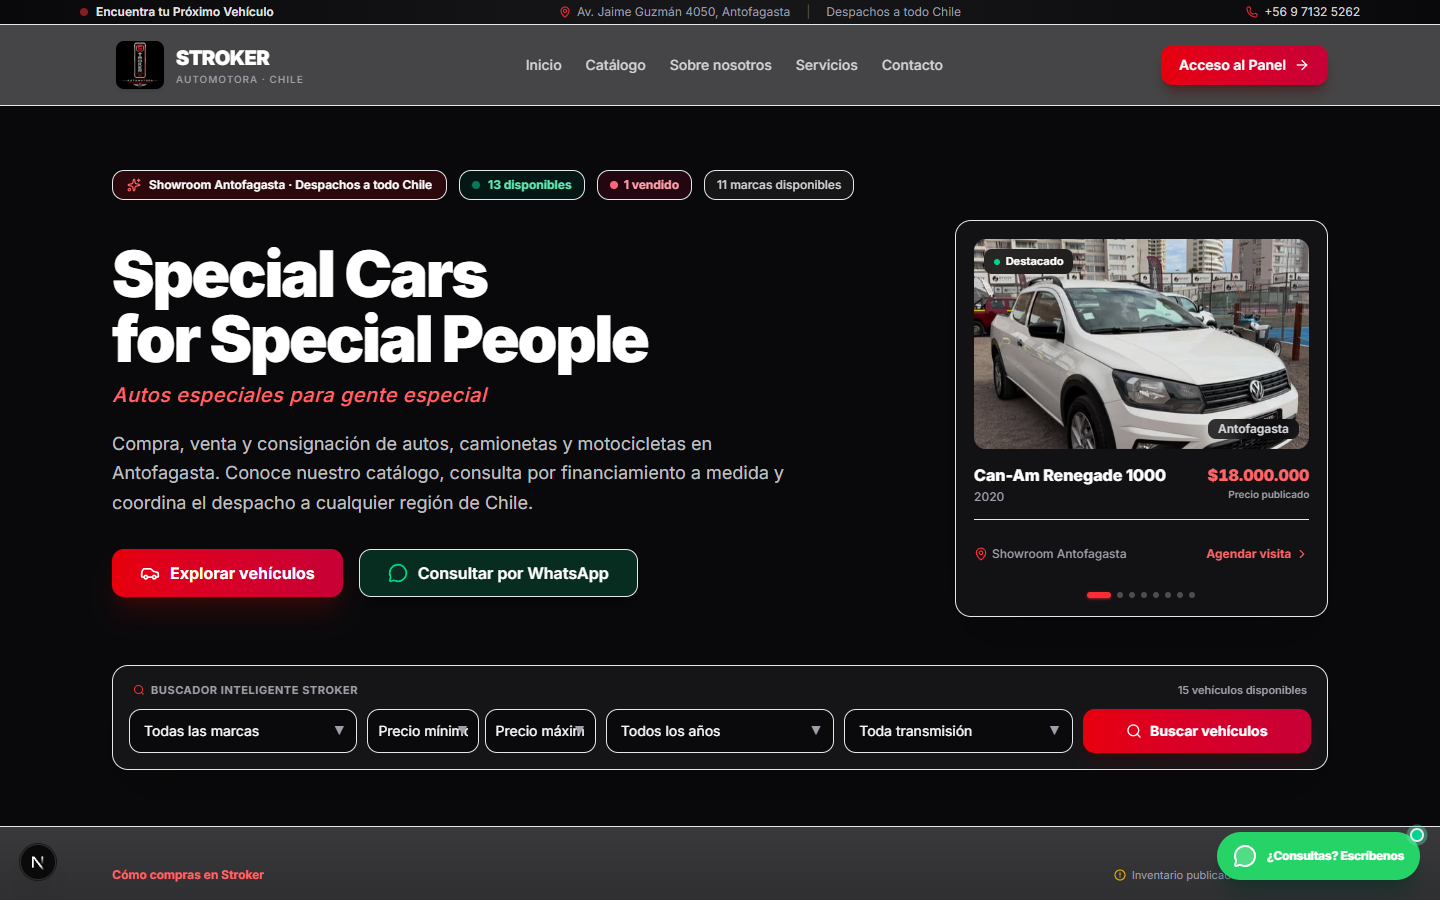 Encuentra tu Próximo Vehículo
Av. Jaime Guzmán 4050, Antofagasta
Despachos a todo Chile
+56 9 7132 5262
STROKER
AUTOMOTORA · CHILE
Inicio
Catálogo
Sobre nosotros
Servicios
Contacto
Acceso al Panel
Showroom Antofagasta · Despachos a todo Chile
13 disponibles
1 vendido
11 marcas disponibles
Special Cars
for Special People
Autos especiales para gente especial
Compra, venta y consignación de autos, camionetas y motocicletas en
Antofagasta. Conoce nuestro catálogo, consulta por financiamiento a medida y
coordina el despacho a cualquier región de Chile.
Explorar vehículos
Consultar por WhatsApp
Destacado
Antofagasta
Can-Am Renegade 1000
$18.000.000
2020
Precio publicado
Showroom Antofagasta
Agendar visita
BUSCADOR INTELIGENTE STROKER
15 vehículos disponibles
Todas las marcas
Precio
Precio
Todos los años
Toda transmisión
Buscar vehículos
Cómo compras en Stroker
Inventario
¿Consultas? Escríbenos
N